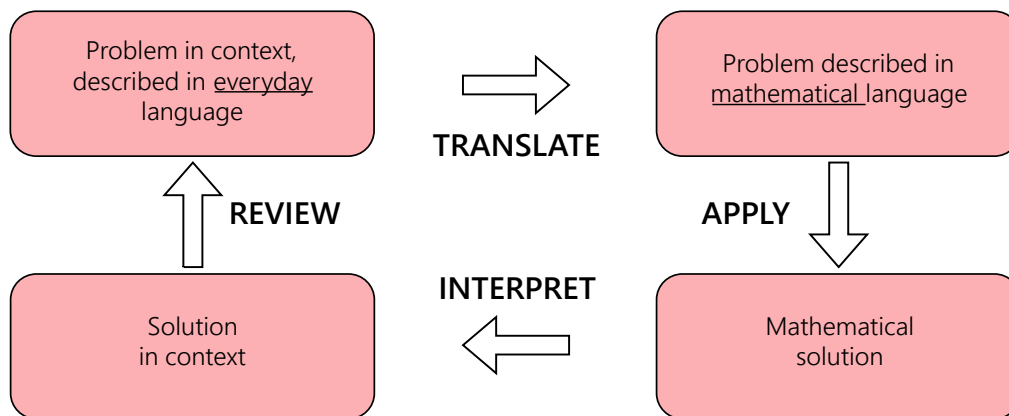 Problem in context,
described in everyday
language
TRANSLATE
Problem described in
mathematical language
REVIEW
APPLY
Solution
in context
INTERPRET
Mathematical
solution